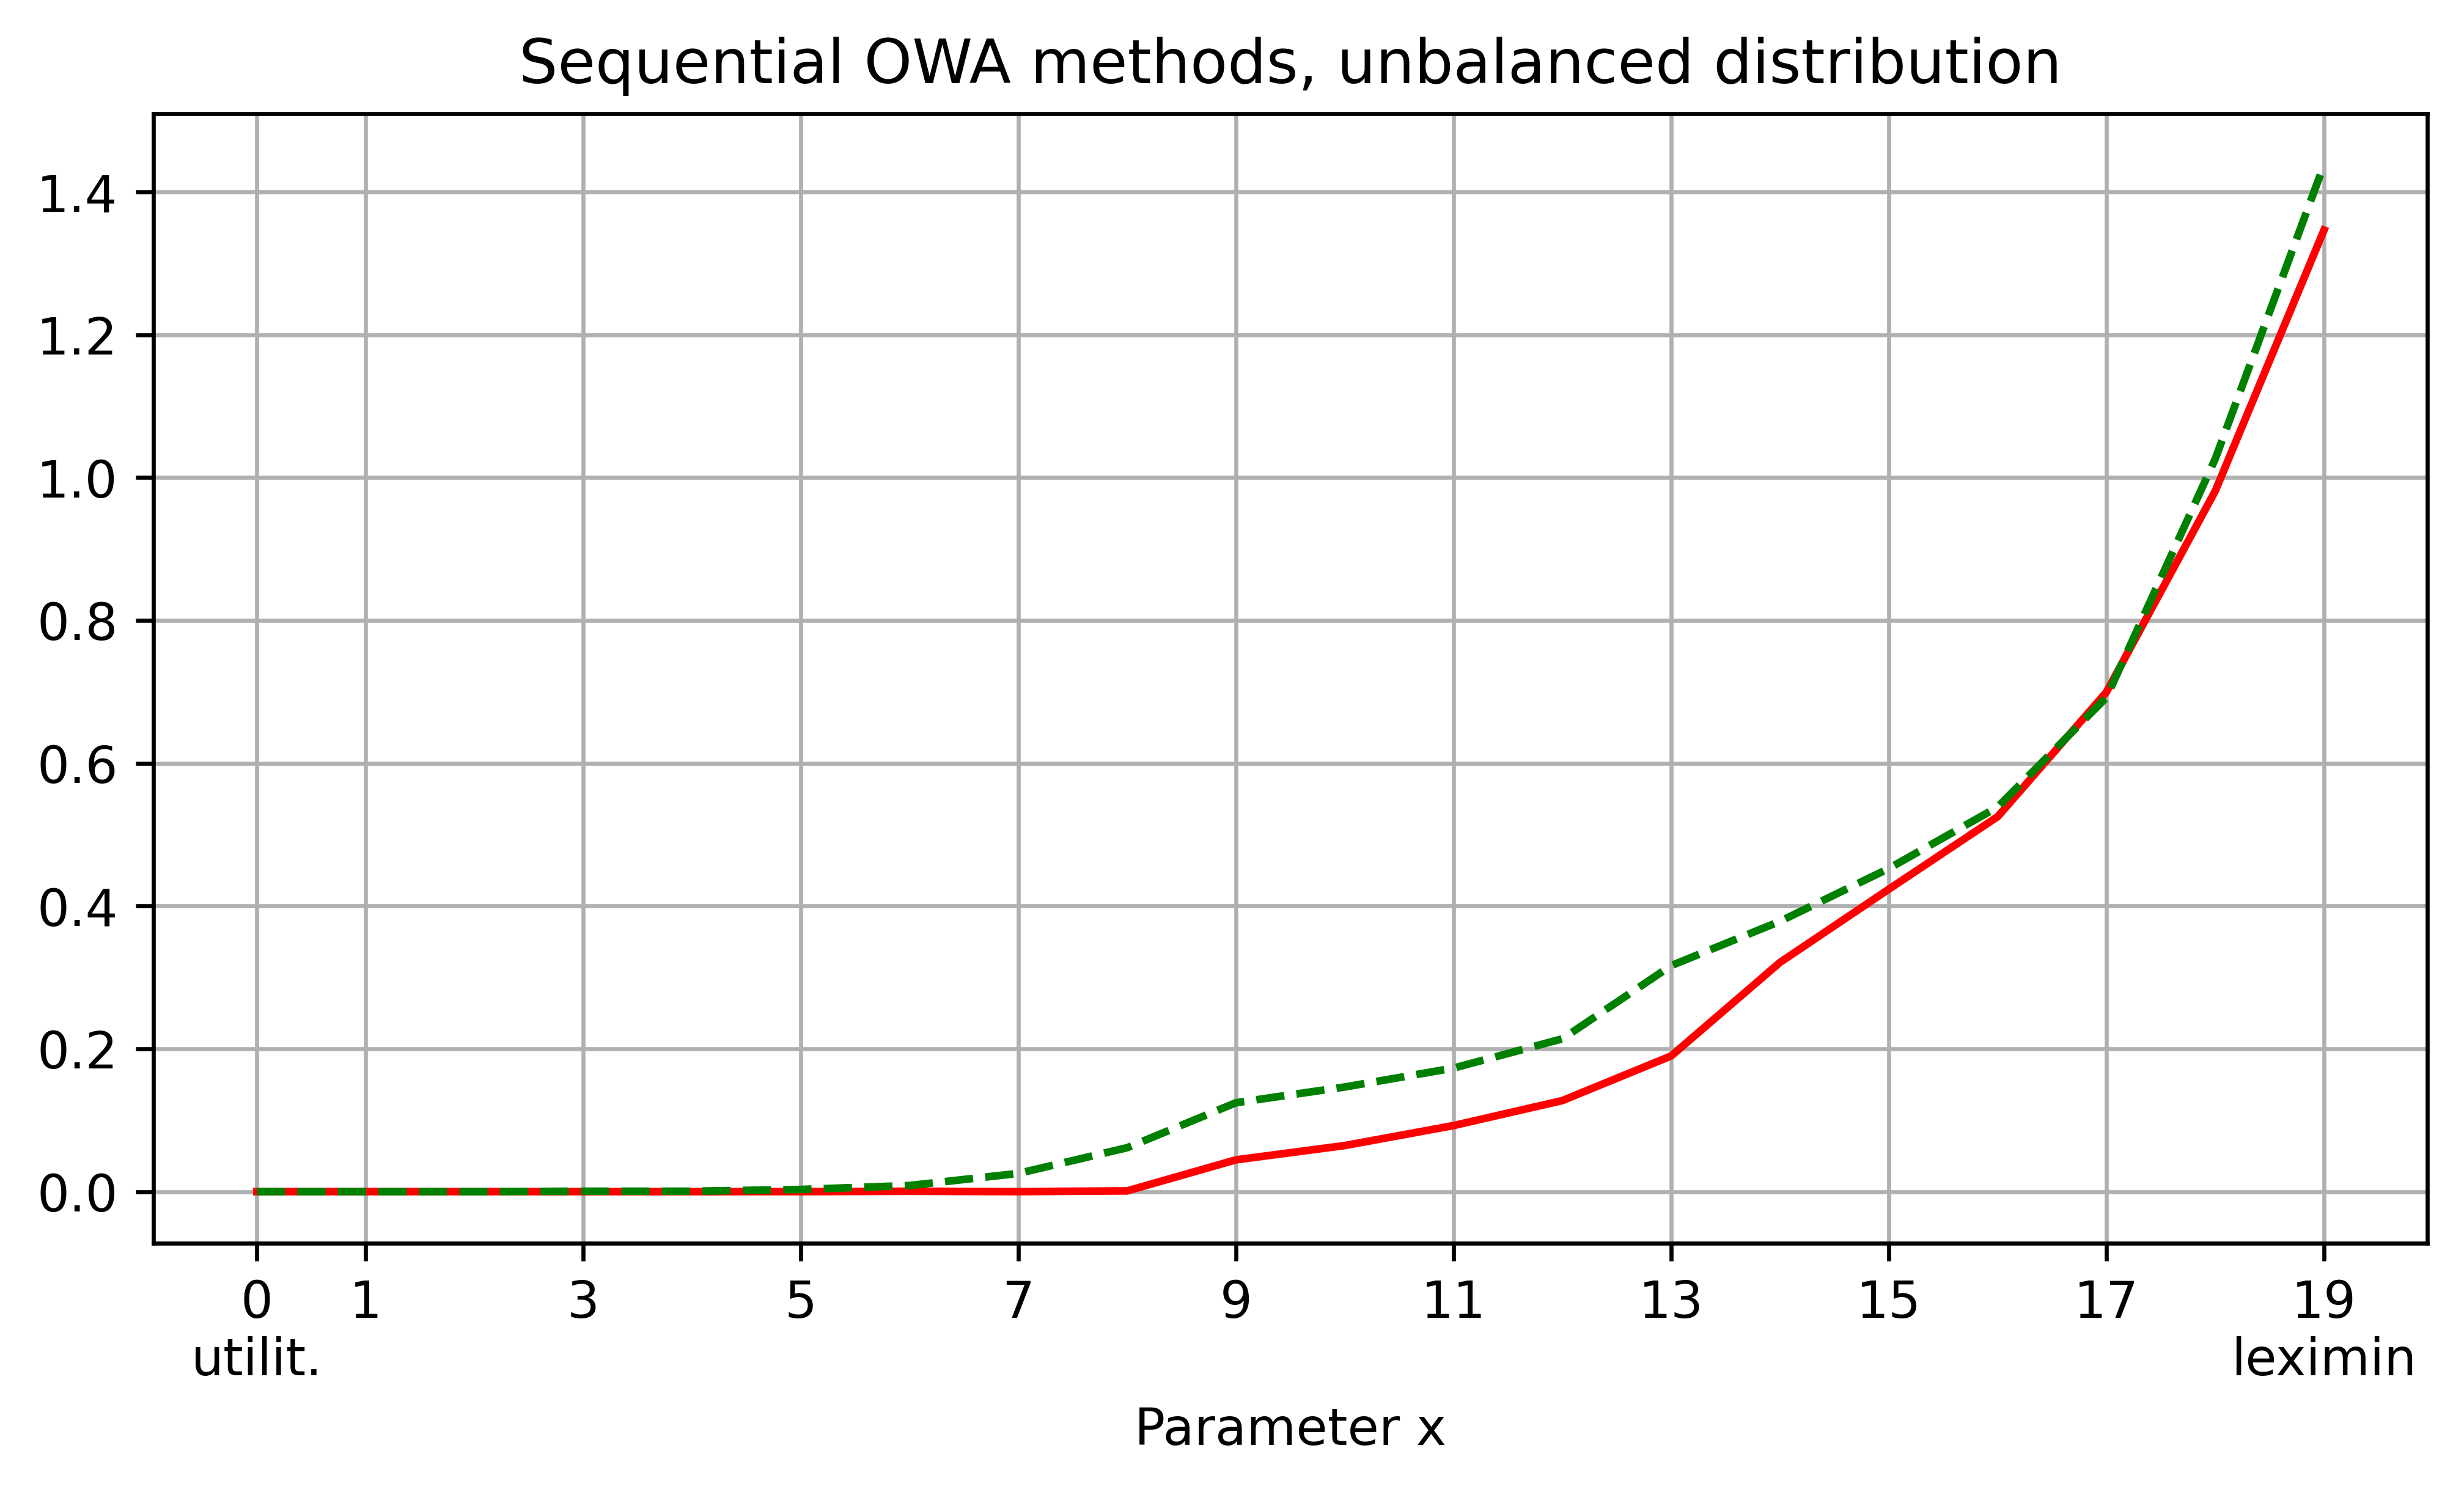 Sequential OWA methods, unbalanced distribution
1.4
1.2
1.0
0.8
0.6
0.4
0.2
0.0
0 1 3 5 7 9 11 13 15 17 19
utilit. leximin
Parameter x